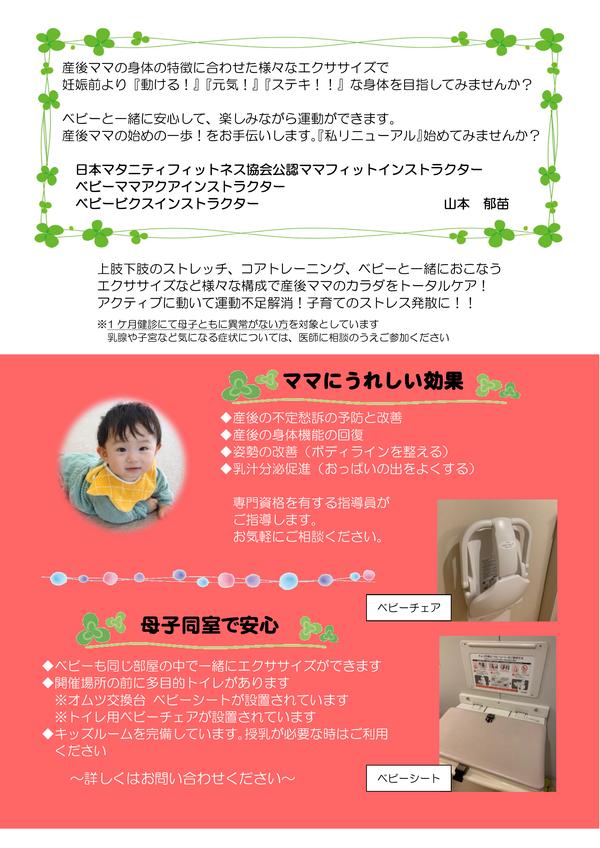 産後ママの身体の特徴に合わせた様々なエクササイズで
妊娠前より『動ける！』『元気！』『ステキ！！』な身体を目指してみませんか？
ベビーと一緒に安心して、楽しみながら運動ができます。
産後ママの始めの一歩！をお手伝いします。『私リニューアル』始めてみませんか？
日本マタニティフィットネス協会公認ママフィットインストラクター
ベビーママアクアインストラクター
ベビービクスインストラクター　山本　郁苗
上肢下肢のストレッチ、コアトレーニング、ベビーと一緒におこなう
エクササイズなど様々な構成で産後ママのカラダをトータルケア！
アクティブに動いて運動不足解消！子育てのストレス発散に！！
※１ケ月健診にて母子ともに異常がない方を対象としています
乳腺や子宮など気になる症状については、医師に相談のうえご参加ください
ママにうれしい効果
◆産後の不定愁訴の予防と改善
◆産後の身体機能の回復
◆姿勢の改善（ボディラインを整える）
◆乳汁分泌促進（おっぱいの出をよくする）
専門資格を有する指導員が
ご指導します。
お気軽にご相談ください。
ベビーチェア
母子同室で安心
◆ベビーも同じ部屋の中で一緒にエクササイズができます
◆開催場所の前に多目的トイレがあります
※オムツ交換台 ベビーシートが設置されています
※トイレ用ベビーチェアが設置されています
◆キッズルームを完備しています。授乳が必要な時はご利用
ください
ベビーシート
～詳しくはお問い合わせください～